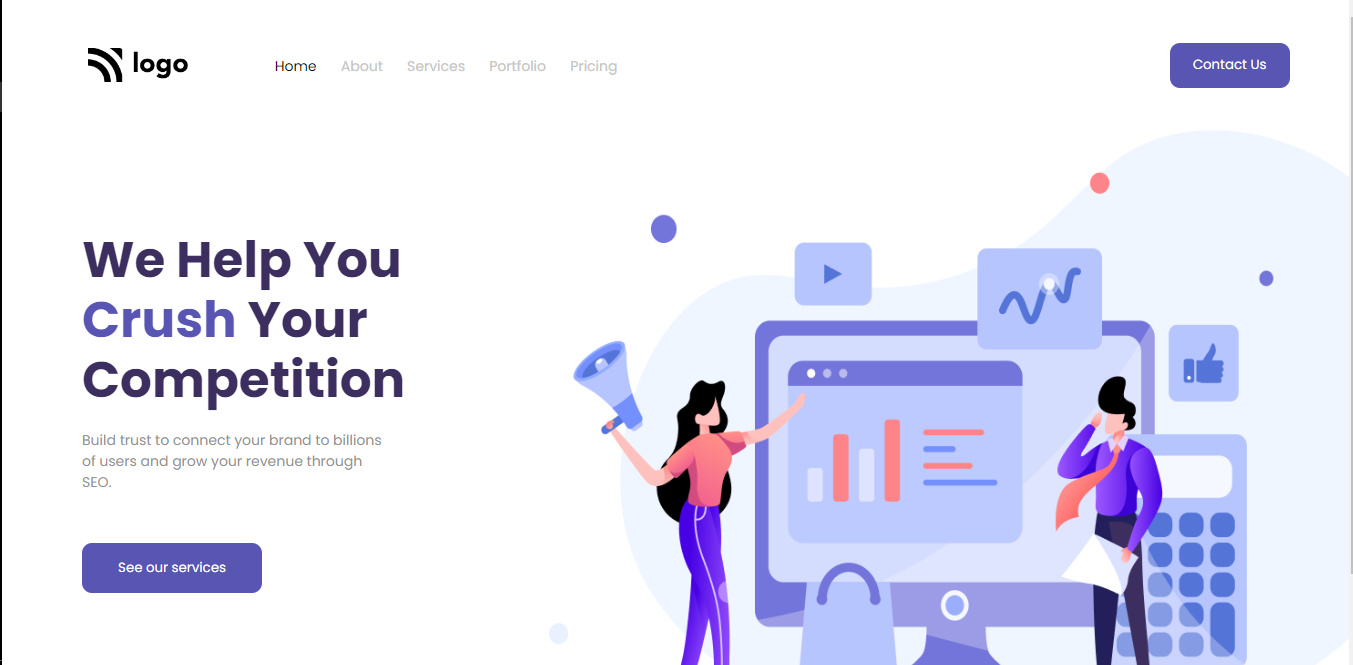 logo
Home
About
Services
Portfolio
Pricing
Contact Us
We Help You
Crush Your
Competition
Build trust to connect your brand to billions
of users and grow your revenue through
SEO.
See our services